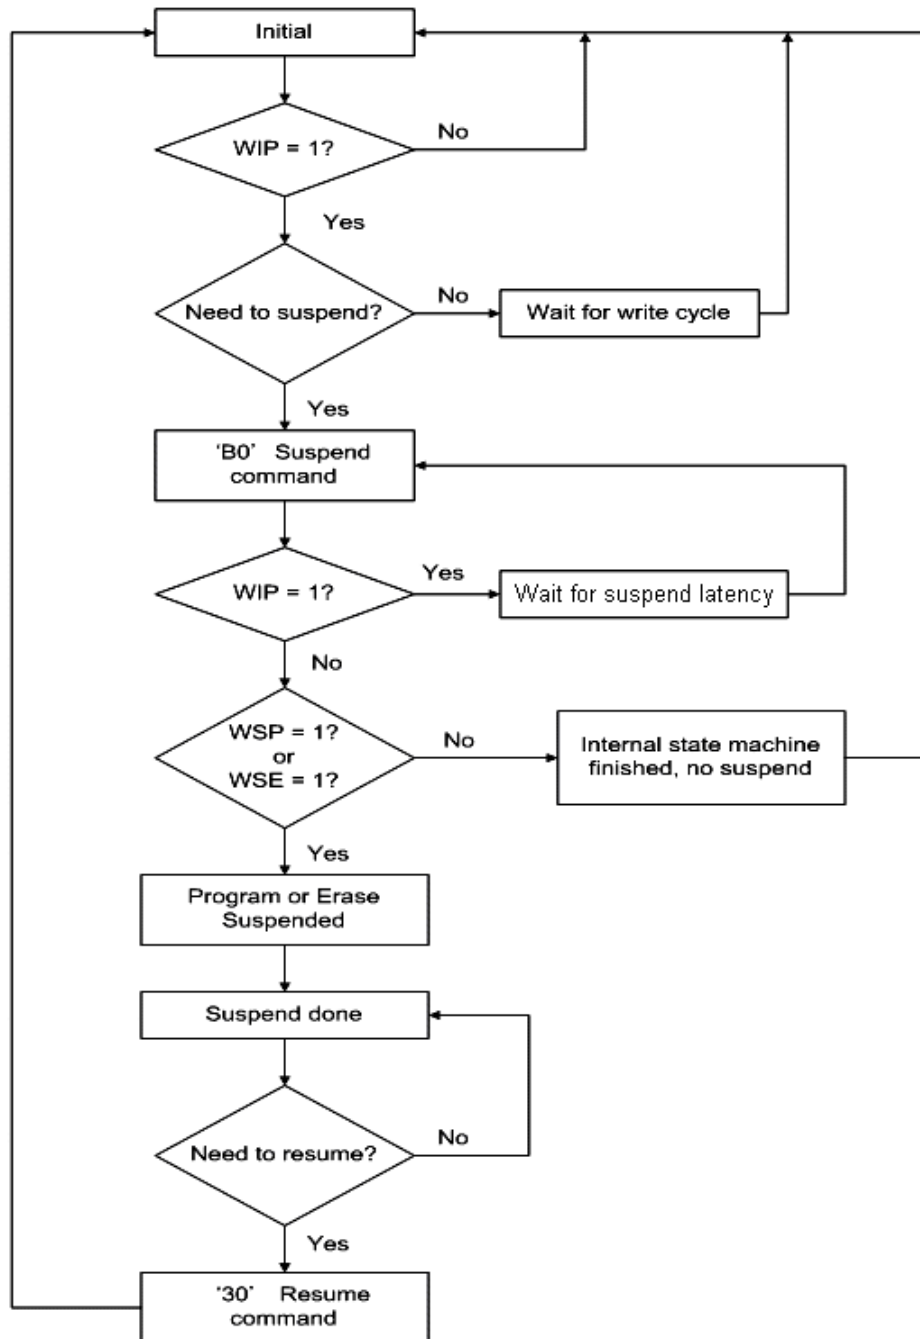 Initial
WIP = 1?
No
Yes
Need to suspend?
No
Wait for write cycle
Yes
‘B0’ Suspend
command
WIP = 1?
Yes
Wait for suspend latency
No
WSP = 1?
or
WSE = 1?
No
Internal state machine
finished, no suspend
Yes
Program or Erase
Suspended
Suspend done
Need to resume?
No
Yes
‘30’ Resume
command